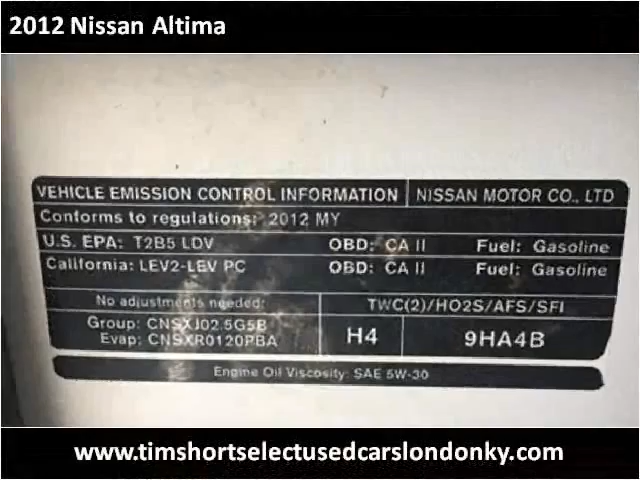 2012 Nissan Altima
VEHICLE EMISSION CONTROL INFORMATION NISSAN MOTOR CO., LTD
Conforms to regulations: 2012 MY
U.S. EPA: T2B5 LDV OBD: CA II Fuel: Gasoline
California: LEV2-LEV PC OBD: CA II Fuel: Gasoline
No adjustments needed: TWC(2)/HO2S/AFS/SFI
Group: CNSXJ02.5G5B
Evap: CNSXR0120PBA H4 9HA4B
Engine Oil Viscosity: SAE 5W-30
www.timshortselectusedcarslondonky.com